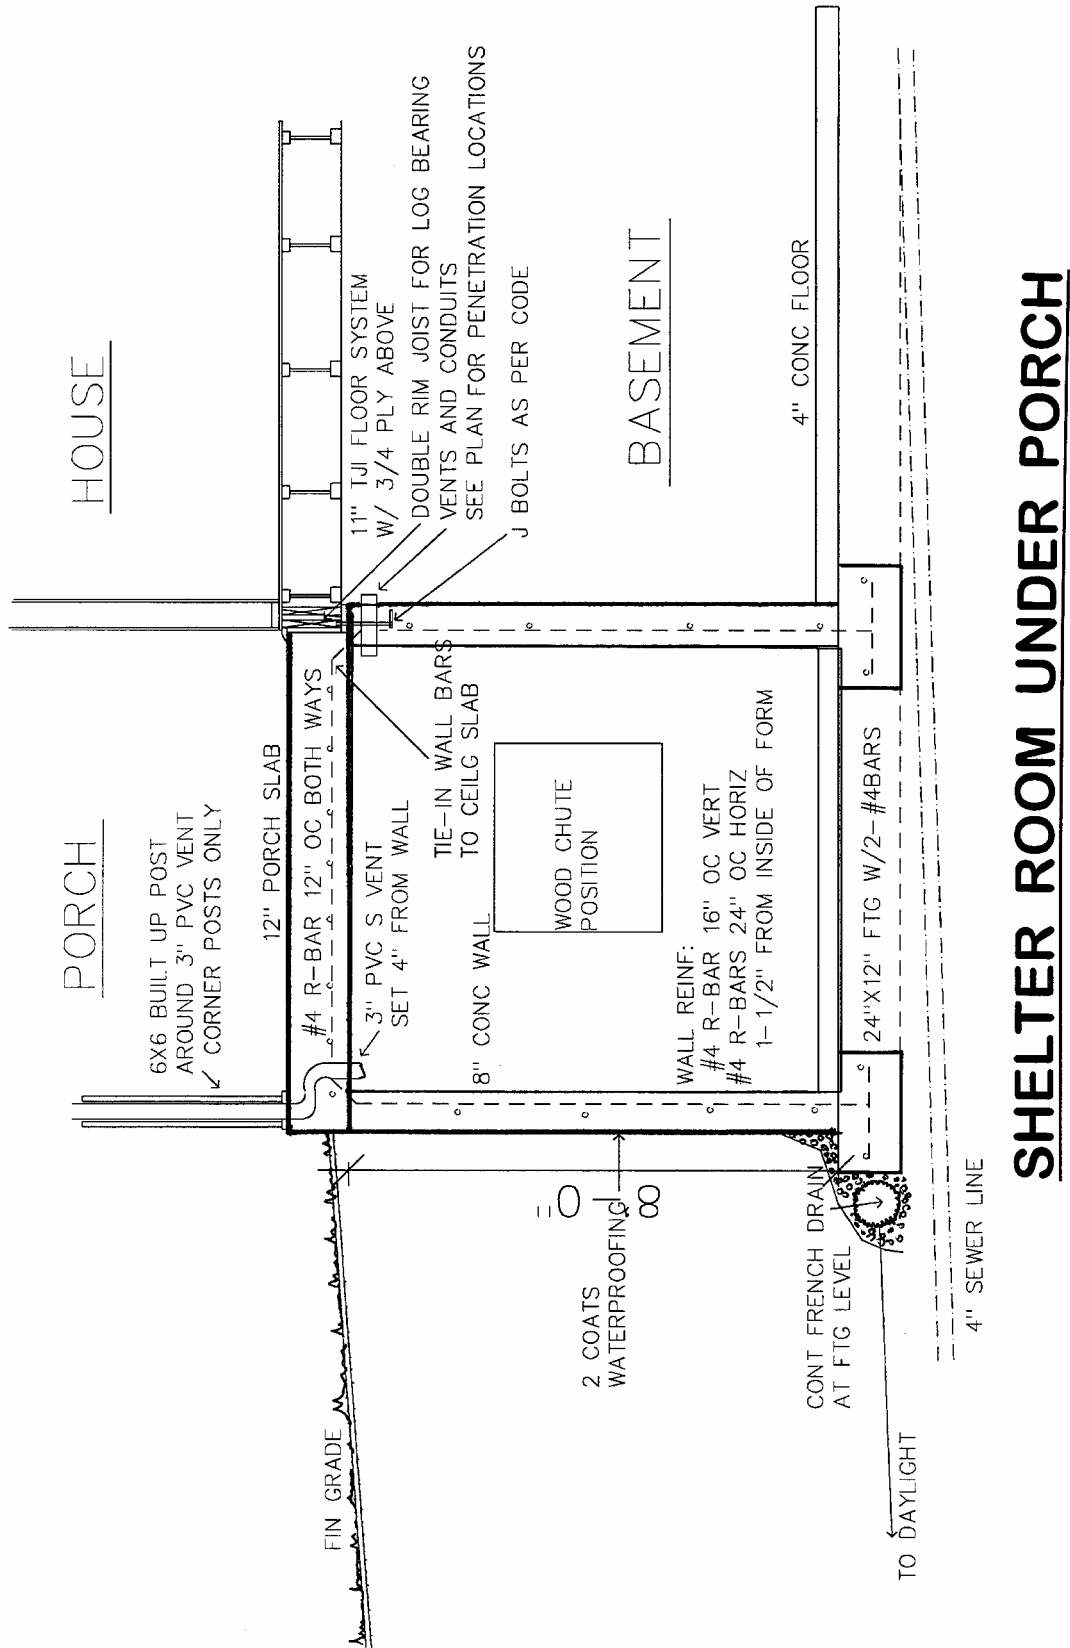 HOUSE
PORCH
6X6 BUILT UP POST
AROUND 3" PVC VENT
CORNER POSTS ONLY
12" PORCH SLAB
#4 R-BAR 12" OC BOTH WAYS
11" TJI FLOOR SYSTEM
W/ 3/4 PLY ABOVE
DOUBLE RIM JOIST FOR LOG BEARING
VENTS AND CONDUITS
SEE PLAN FOR PENETRATION LOCATIONS
J BOLTS AS PER CODE
FIN GRADE
3" PVC S VENT
SET 4" FROM WALL
TIE-IN WALL BARS
TO CEILG SLAB
8" CONC WALL
WOOD CHUTE
POSITION
BASEMENT
8'-0"
2 COATS
WATERPROOFING
WALL REINF:
#4 R-BAR 16" OC VERT
#4 R-BARS 24" OC HORIZ
1-1/2" FROM INSIDE OF FORM
4" CONC FLOOR
CONT FRENCH DRAIN
AT FTG LEVEL
24"X12" FTG W/2-#4BARS
TO DAYLIGHT
4" SEWER LINE
SHELTER ROOM UNDER PORCH